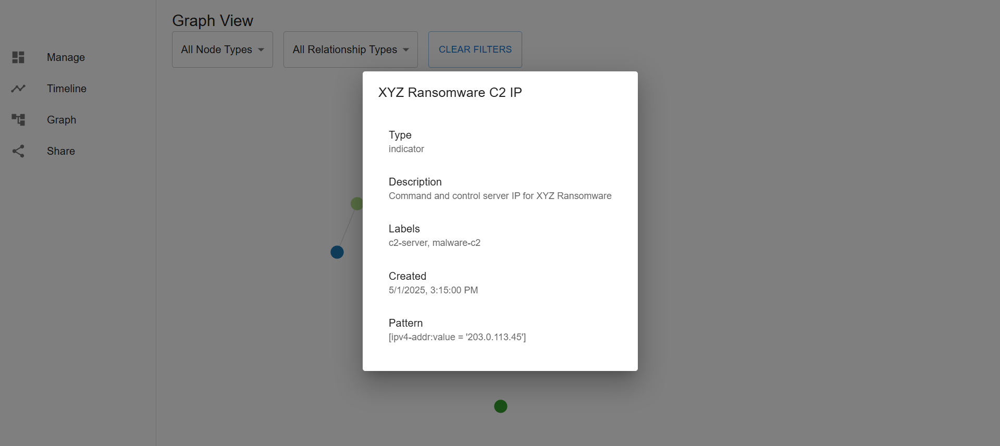 Graph View
All Node Types
All Relationship Types
CLEAR FILTERS
Manage
Timeline
Graph
Share
XYZ Ransomware C2 IP
Type
indicator
Description
Command and control server IP for XYZ Ransomware
Labels
c2-server, malware-c2
Created
5/1/2025, 3:15:00 PM
Pattern
[ipv4-addr:value = '203.0.113.45']